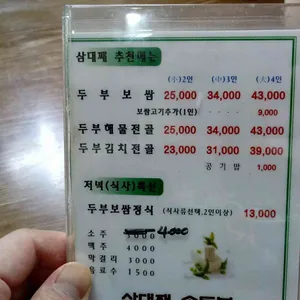 삼대째 추천메뉴
(小)2인 (中)3인 (大)4인
두부보쌈 25,000 34,000 43,000
보쌈고기추가(1인) 9,000
두부해물전골 25,000 34,000 43,000
두부김치전골 23,000 31,000 39,000
공기밥 1,000
저녁(식사)특선
두부보쌈정식 (식사류선택,2인이상) 13,000
소주 3000 4000
맥주 4000
막걸리 3000
음료수 1500
삼대째